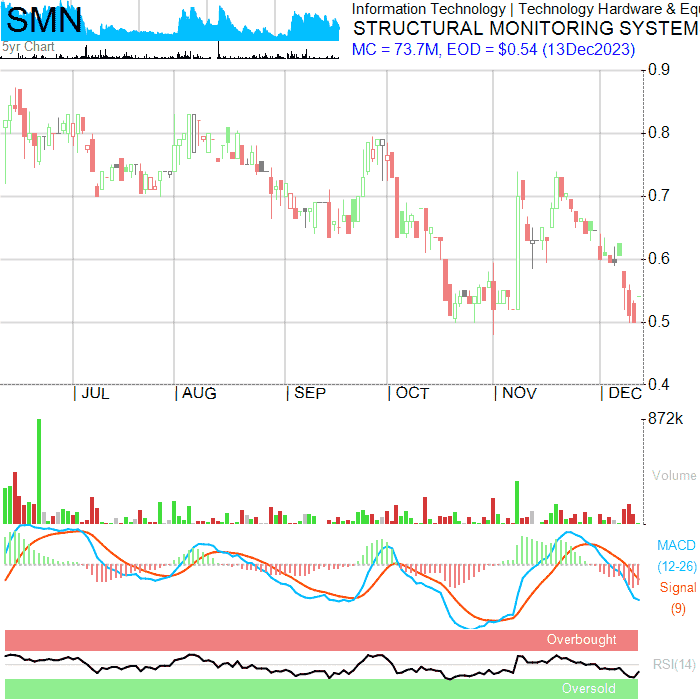 SMN
5yr Chart
Information Technology | Technology Hardware & Equ
STRUCTURAL MONITORING SYSTEM
MC = 73.7M, EOD = $0.54 (13Dec2023)
0.9
0.8
0.7
0.6
0.5
0.4
| JUL | AUG | SEP | OCT | NOV | DEC
872k
Volume
MACD
(12-26)
Signal
(9)
Overbought
RSI(14)
Oversold